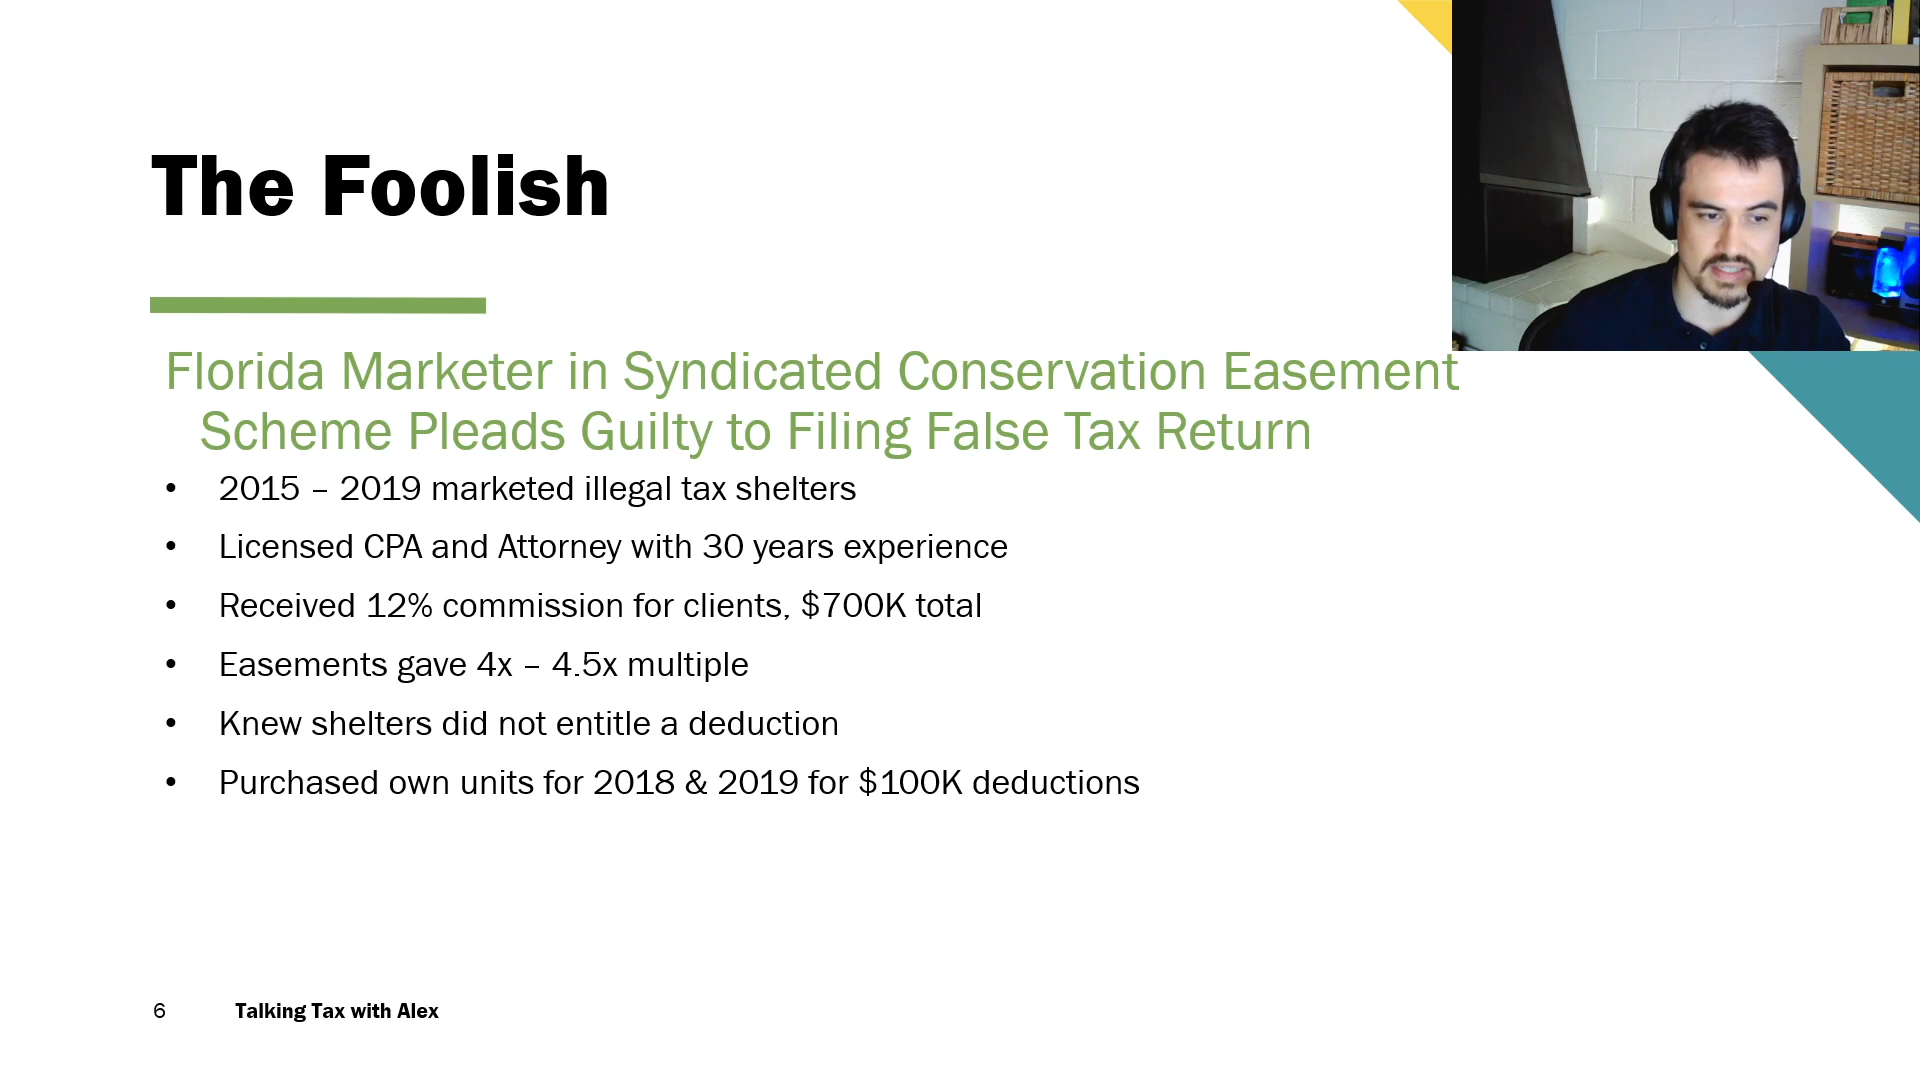 The Foolish
Florida Marketer in Syndicated Conservation Easement
Scheme Pleads Guilty to Filing False Tax Return
• 2015 – 2019 marketed illegal tax shelters
• Licensed CPA and Attorney with 30 years experience
• Received 12% commission for clients, $700K total
• Easements gave 4x – 4.5x multiple
• Knew shelters did not entitle a deduction
• Purchased own units for 2018 & 2019 for $100K deductions
6 Talking Tax with Alex